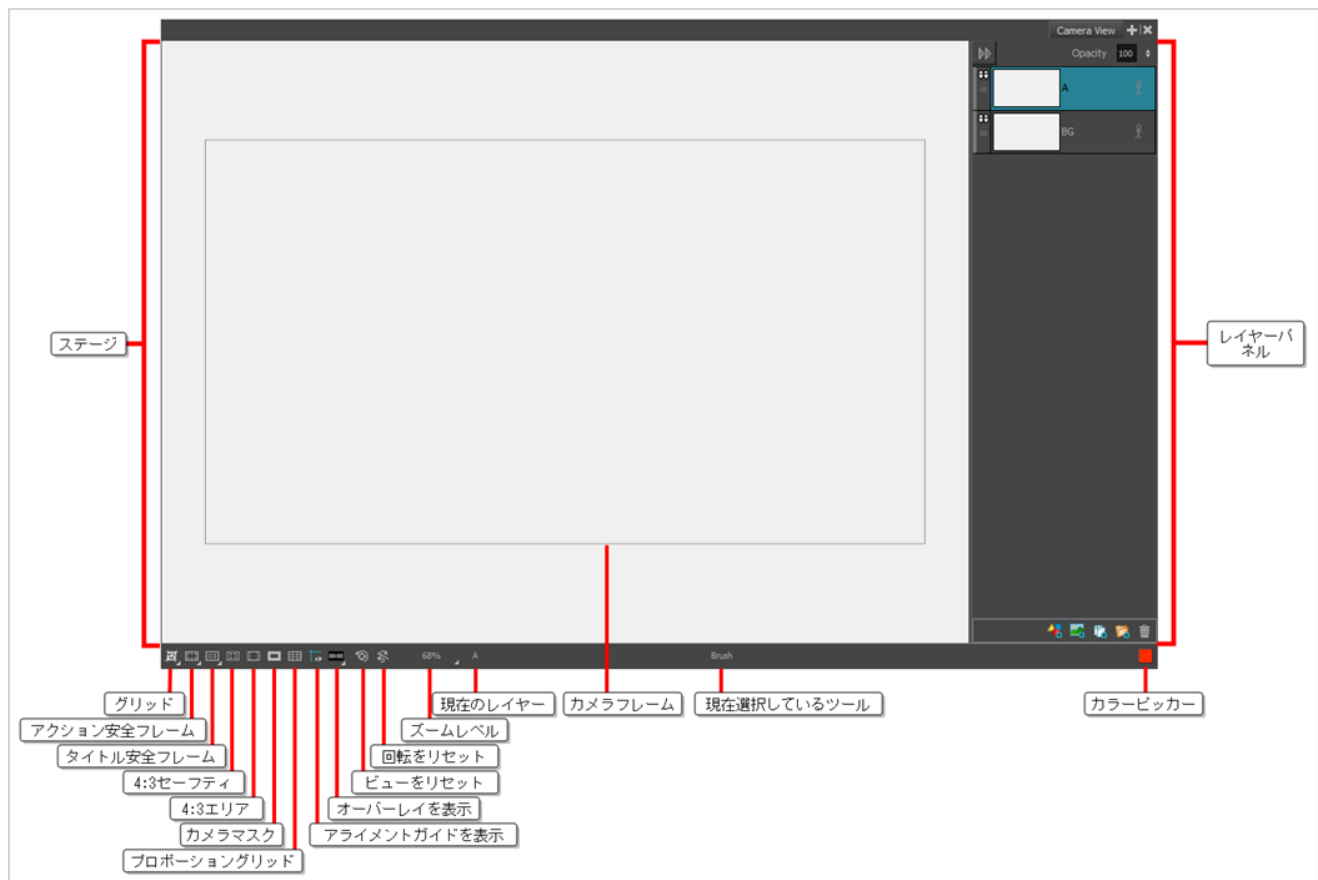 Camera View
Opacity 100
A
BG
ステージ
レイヤーパ
ネル
00:00
68%
A
Brush
グリッド
現在のレイヤー
カメラフレーム
現在選択しているツール
カラーピッカー
アクション安全フレーム
ズームレベル
タイトル安全フレーム
回転をリセット
4:3セーフティ
ビューをリセット
4:3エリア
オーバーレイを表示
カメラマスク
アライメントガイドを表示
プロポーショングリッド